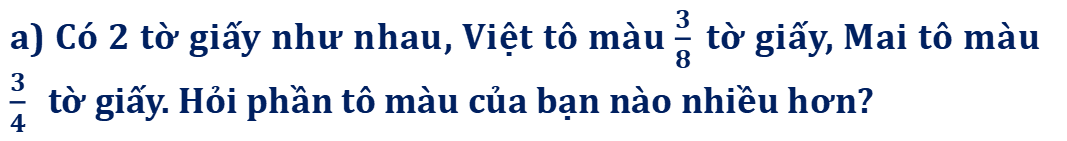 a) Có 2 tờ giấy như nhau, Việt tô màu 3/8 tờ giấy, Mai tô màu
3/4 tờ giấy. Hỏi phần tô màu của bạn nào nhiều hơn?